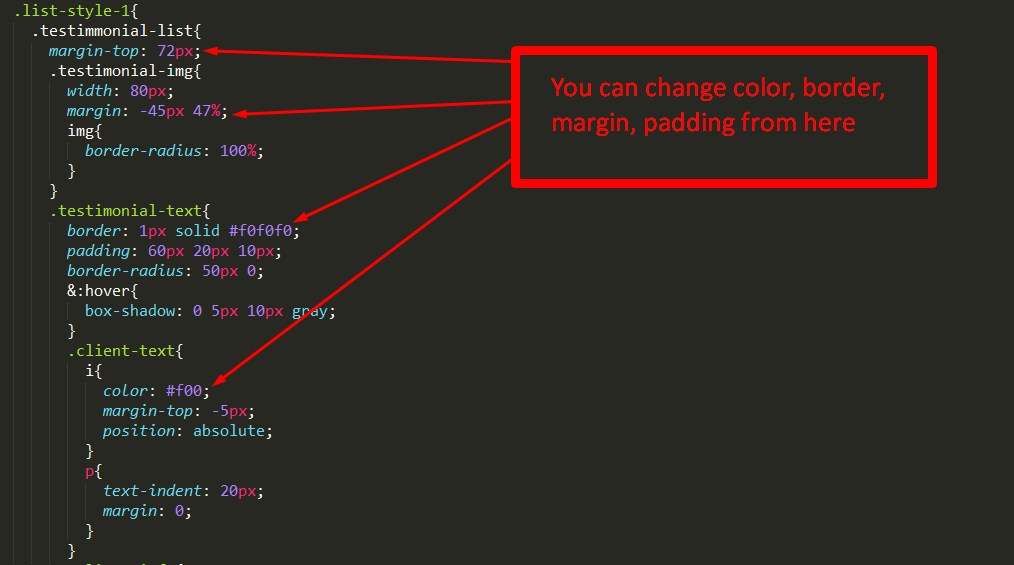 .list-style-1{
.testimmonial-list{
margin-top: 72px;
.testimonial-img{
width: 80px;
margin: -45px 47%;
img{
border-radius: 100%;
}
}
.testimonial-text{
border: 1px solid #f0f0f0;
padding: 60px 20px 10px;
border-radius: 50px 0;
&:hover{
box-shadow: 0 5px 10px gray;
}
.client-text{
i{
color: #f00;
margin-top: -5px;
position: absolute;
}
p{
text-indent: 20px;
margin: 0;
}
}
You can change color, border,
margin, padding from here